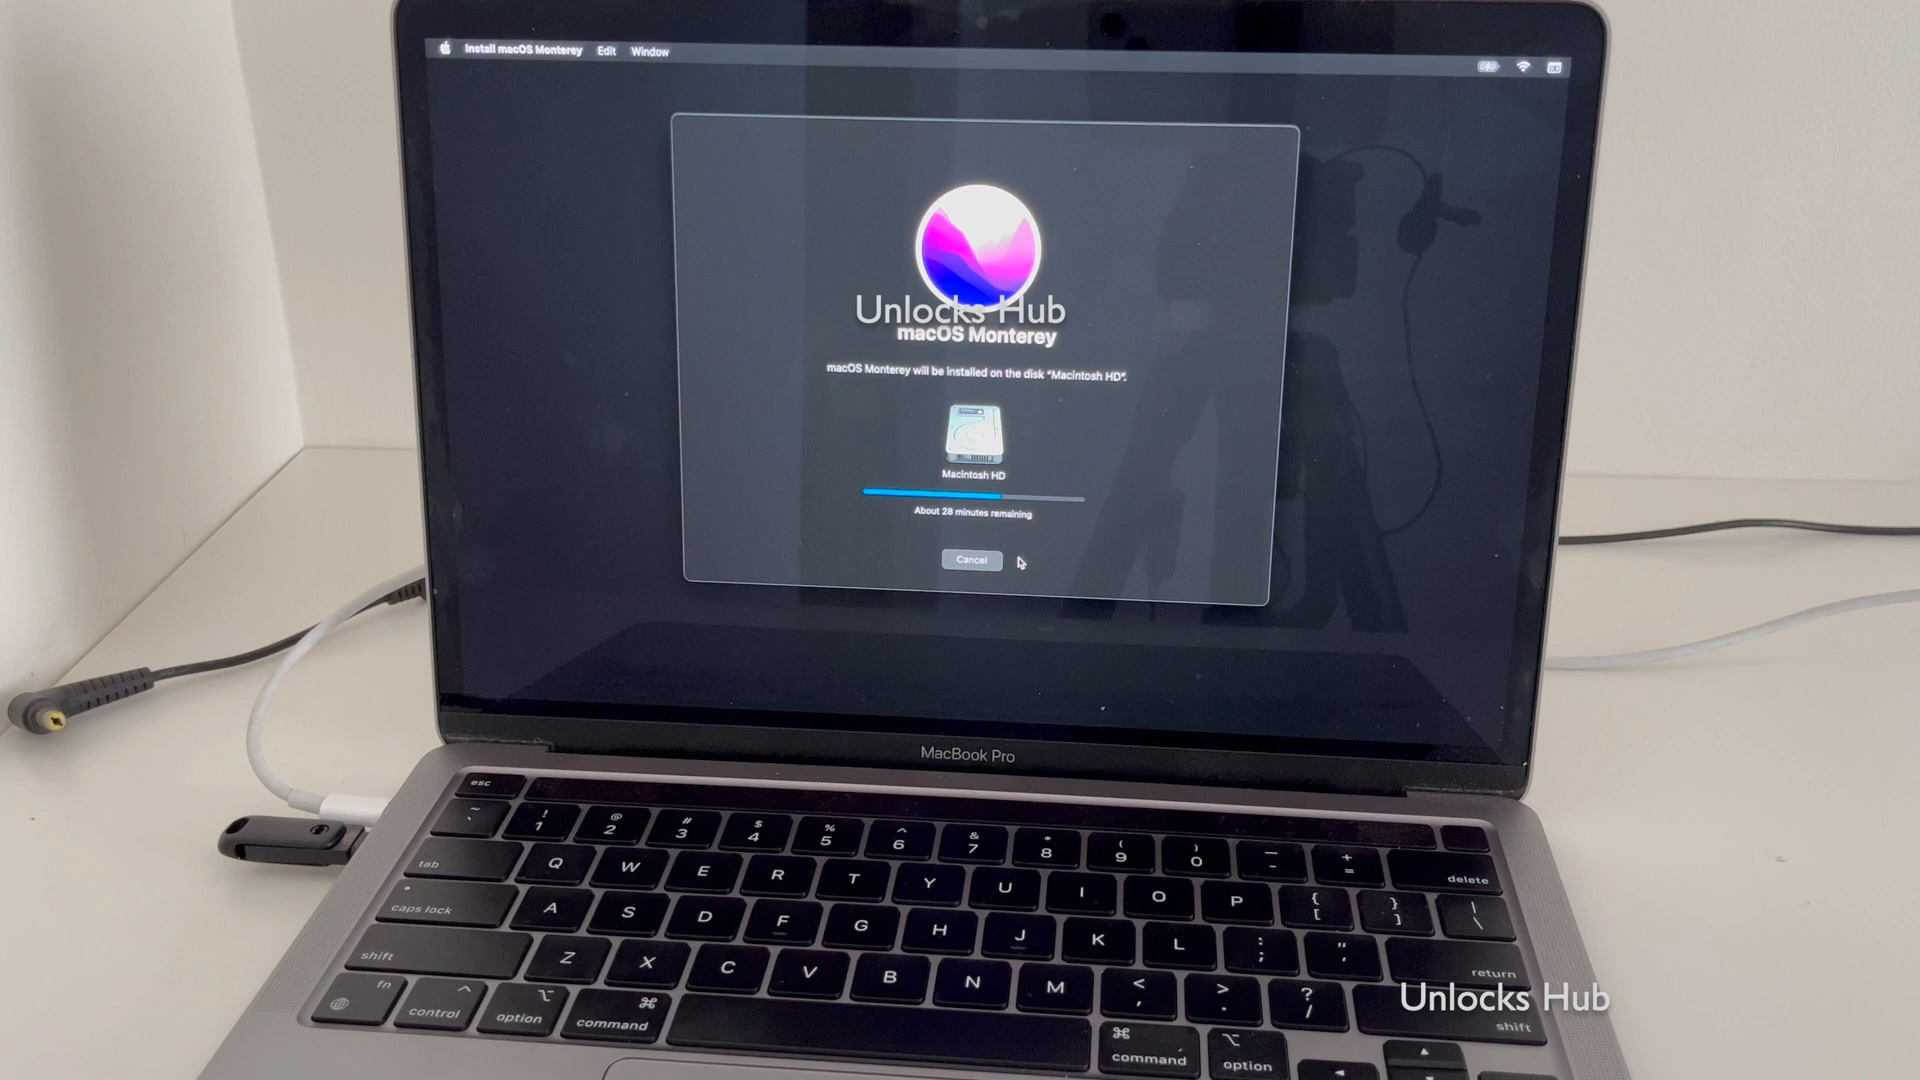 Install macOS Monterey Edit Window
Unlocks Hub
macOS Monterey
macOS Monterey will be installed on the disk "Macintosh HD".
Macintosh HD
About 28 minutes remaining
Cancel
MacBook Pro
esc
~ ! @ # $ % ^ & * ( ) _ +
` 1 2 3 4 5 6 7 8 9 0 - =
delete
tab Q W E R T Y U I O P { [ } ] | \
caps lock A S D F G H J K L : ; " '
return
shift Z X C V B N M < , > . ? /
shift
Unlocks Hub
fn control option command command option